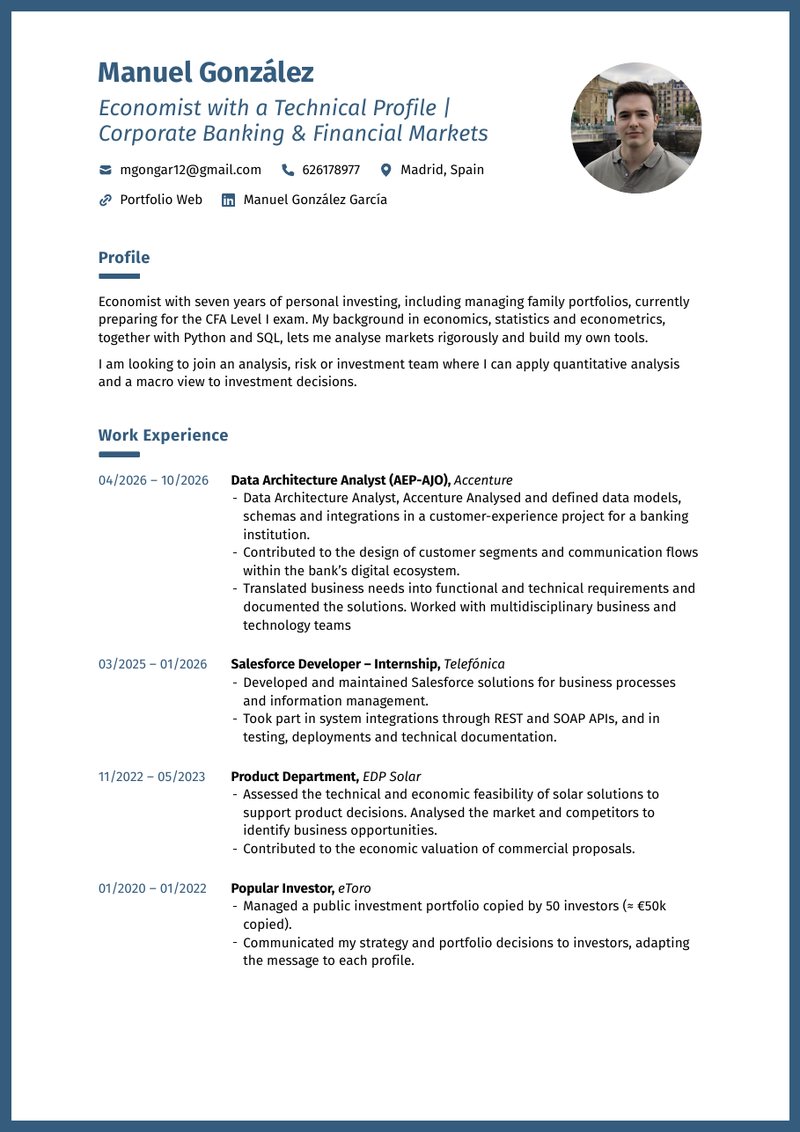 Manuel González
Economist with a Technical Profile |
Corporate Banking & Financial Markets
mgongar12@gmail.com 626178977 Madrid, Spain
Portfolio Web Manuel González García
Profile
Economist with seven years of personal investing, including managing family portfolios, currently
preparing for the CFA Level I exam. My background in economics, statistics and econometrics,
together with Python and SQL, lets me analyse markets rigorously and build my own tools.
I am looking to join an analysis, risk or investment team where I can apply quantitative analysis
and a macro view to investment decisions.
Work Experience
04/2026 – 10/2026 Data Architecture Analyst (AEP-AJO), Accenture
- Data Architecture Analyst, Accenture Analysed and defined data models,
schemas and integrations in a customer-experience project for a banking
institution.
- Contributed to the design of customer segments and communication flows
within the bank’s digital ecosystem.
- Translated business needs into functional and technical requirements and
documented the solutions. Worked with multidisciplinary business and
technology teams
03/2025 – 01/2026 Salesforce Developer – Internship, Telefónica
- Developed and maintained Salesforce solutions for business processes
and information management.
- Took part in system integrations through REST and SOAP APIs, and in
testing, deployments and technical documentation.
11/2022 – 05/2023 Product Department, EDP Solar
- Assessed the technical and economic feasibility of solar solutions to
support product decisions. Analysed the market and competitors to
identify business opportunities.
- Contributed to the economic valuation of commercial proposals.
01/2020 – 01/2022 Popular Investor, eToro
- Managed a public investment portfolio copied by 50 investors (≈ €50k
copied).
- Communicated my strategy and portfolio decisions to investors, adapting
the message to each profile.